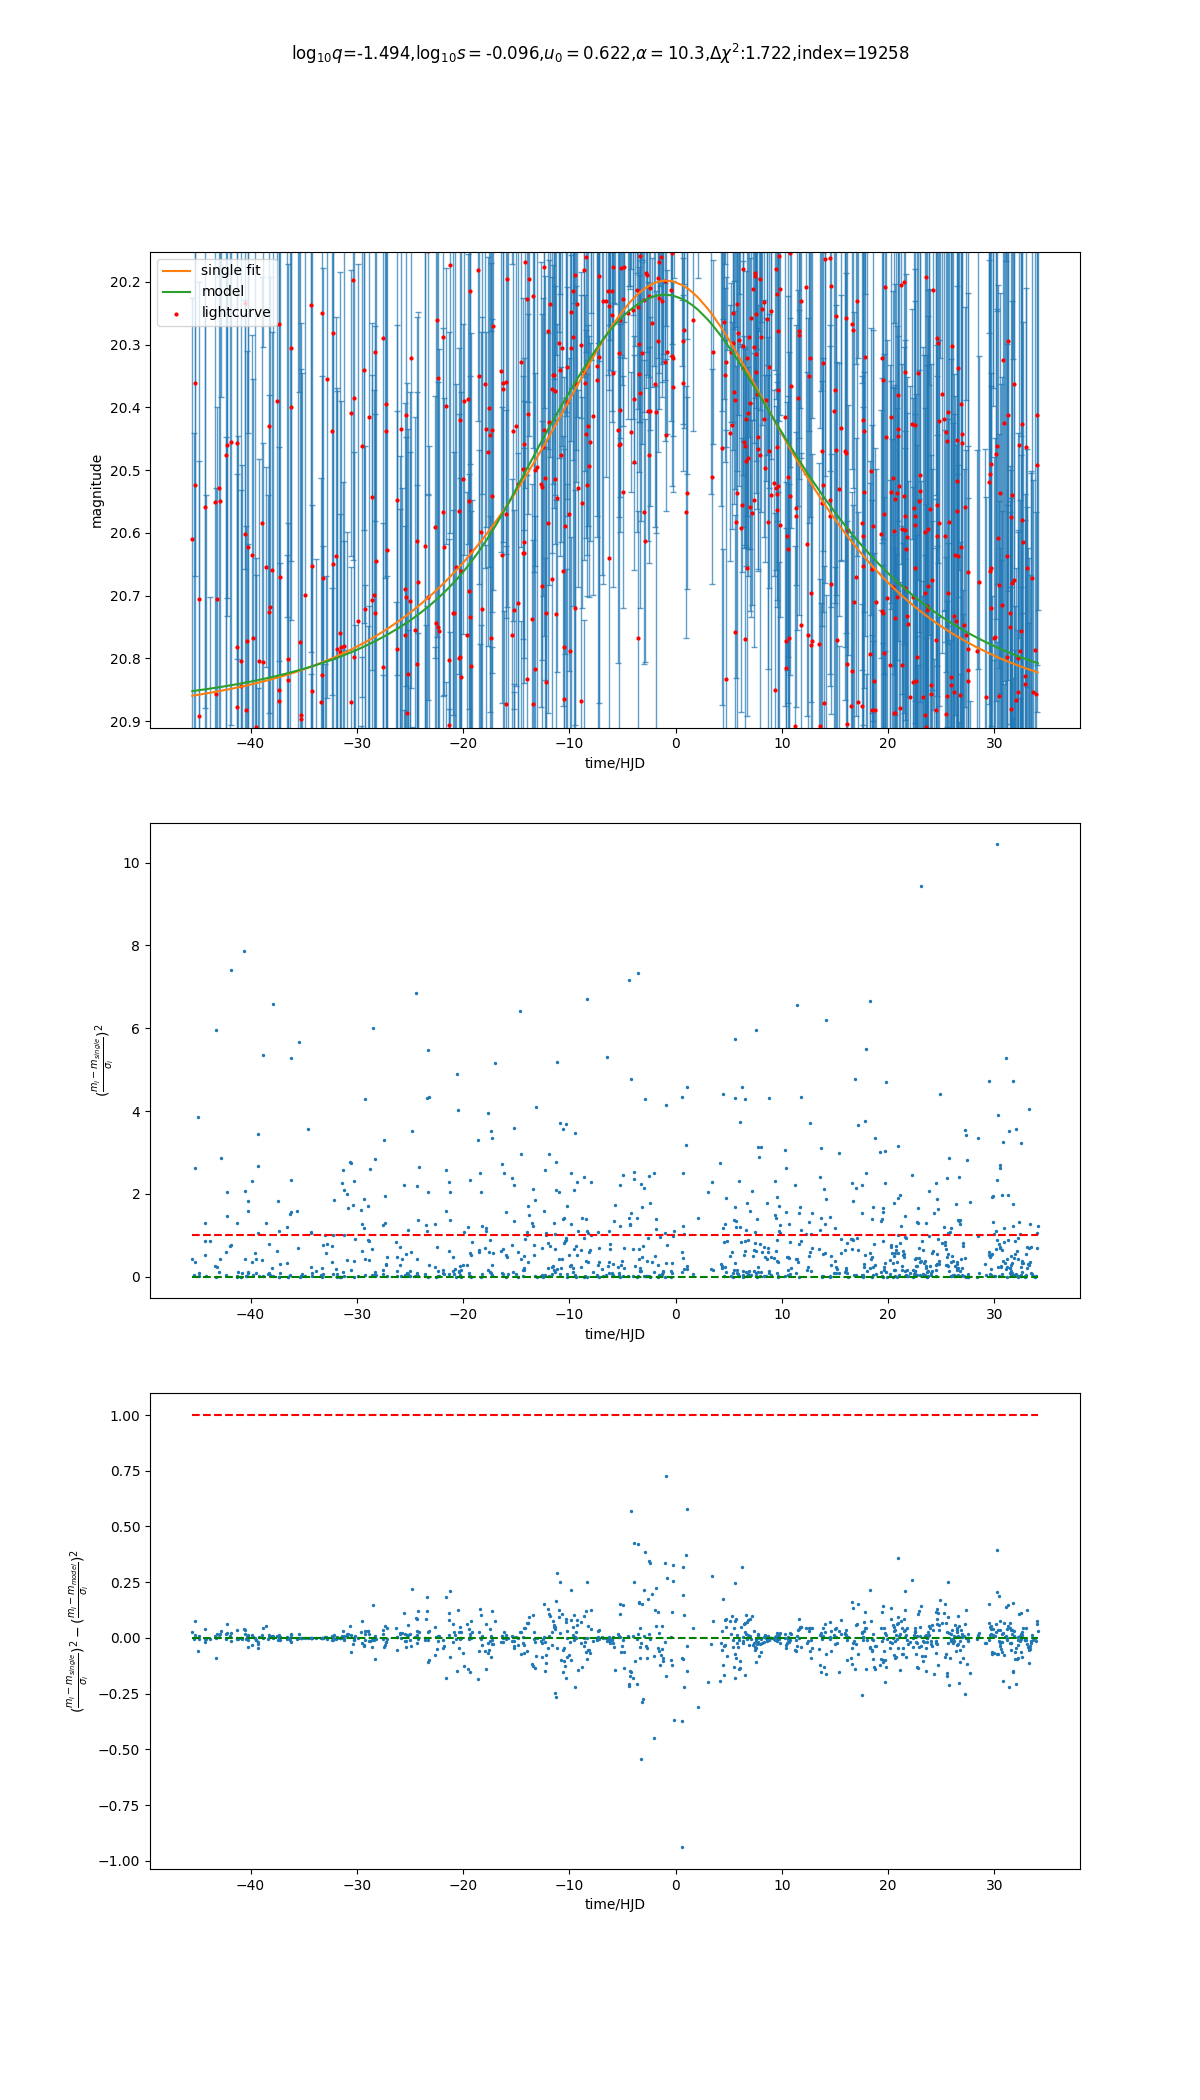 log₁₀q=-1.494,log₁₀s = -0.096,u₀ = 0.622,α = 10.3,Δχ²:1.722,index=19258
single fit
model
lightcurve
20.2
20.3
20.4
20.5
20.6
20.7
20.8
20.9
magnitude
−40 −30 −20 −10 0 10 20 30
time/HJD
10
8
6
4
2
0
(mᵢ − m_single / σᵢ)²
−40 −30 −20 −10 0 10 20 30
time/HJD
1.00
0.75
0.50
0.25
0.00
−0.25
−0.50
−0.75
−1.00
(mᵢ − m_single / σᵢ)² − (mᵢ − m_model / σᵢ)²
−40 −30 −20 −10 0 10 20 30
time/HJD